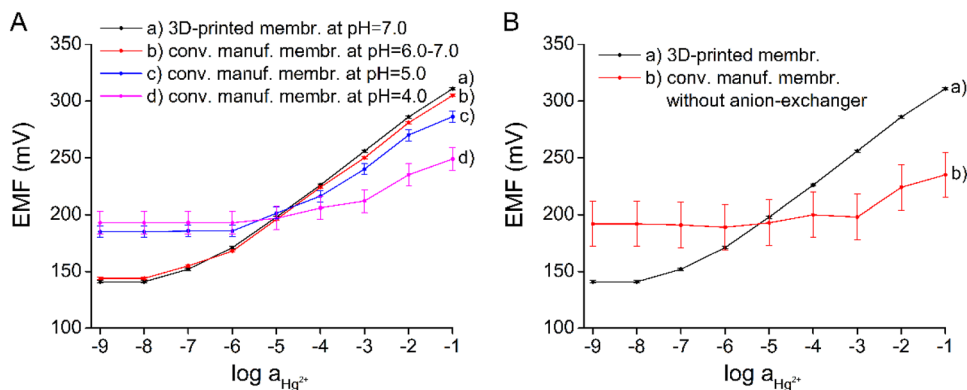 A
a) 3D-printed membr. at pH=7.0
b) conv. manuf. membr. at pH=6.0-7.0
c) conv. manuf. membr. at pH=5.0
d) conv. manuf. membr. at pH=4.0
350
300
250
200
150
100
EMF (mV)
a)
b)
c)
d)
-9 -8 -7 -6 -5 -4 -3 -2 -1
log a Hg²⁺
B
a) 3D-printed membr.
b) conv. manuf. membr.
without anion-exchanger
350
300
250
200
150
100
EMF (mV)
a)
b)
-9 -8 -7 -6 -5 -4 -3 -2 -1
log a Hg²⁺